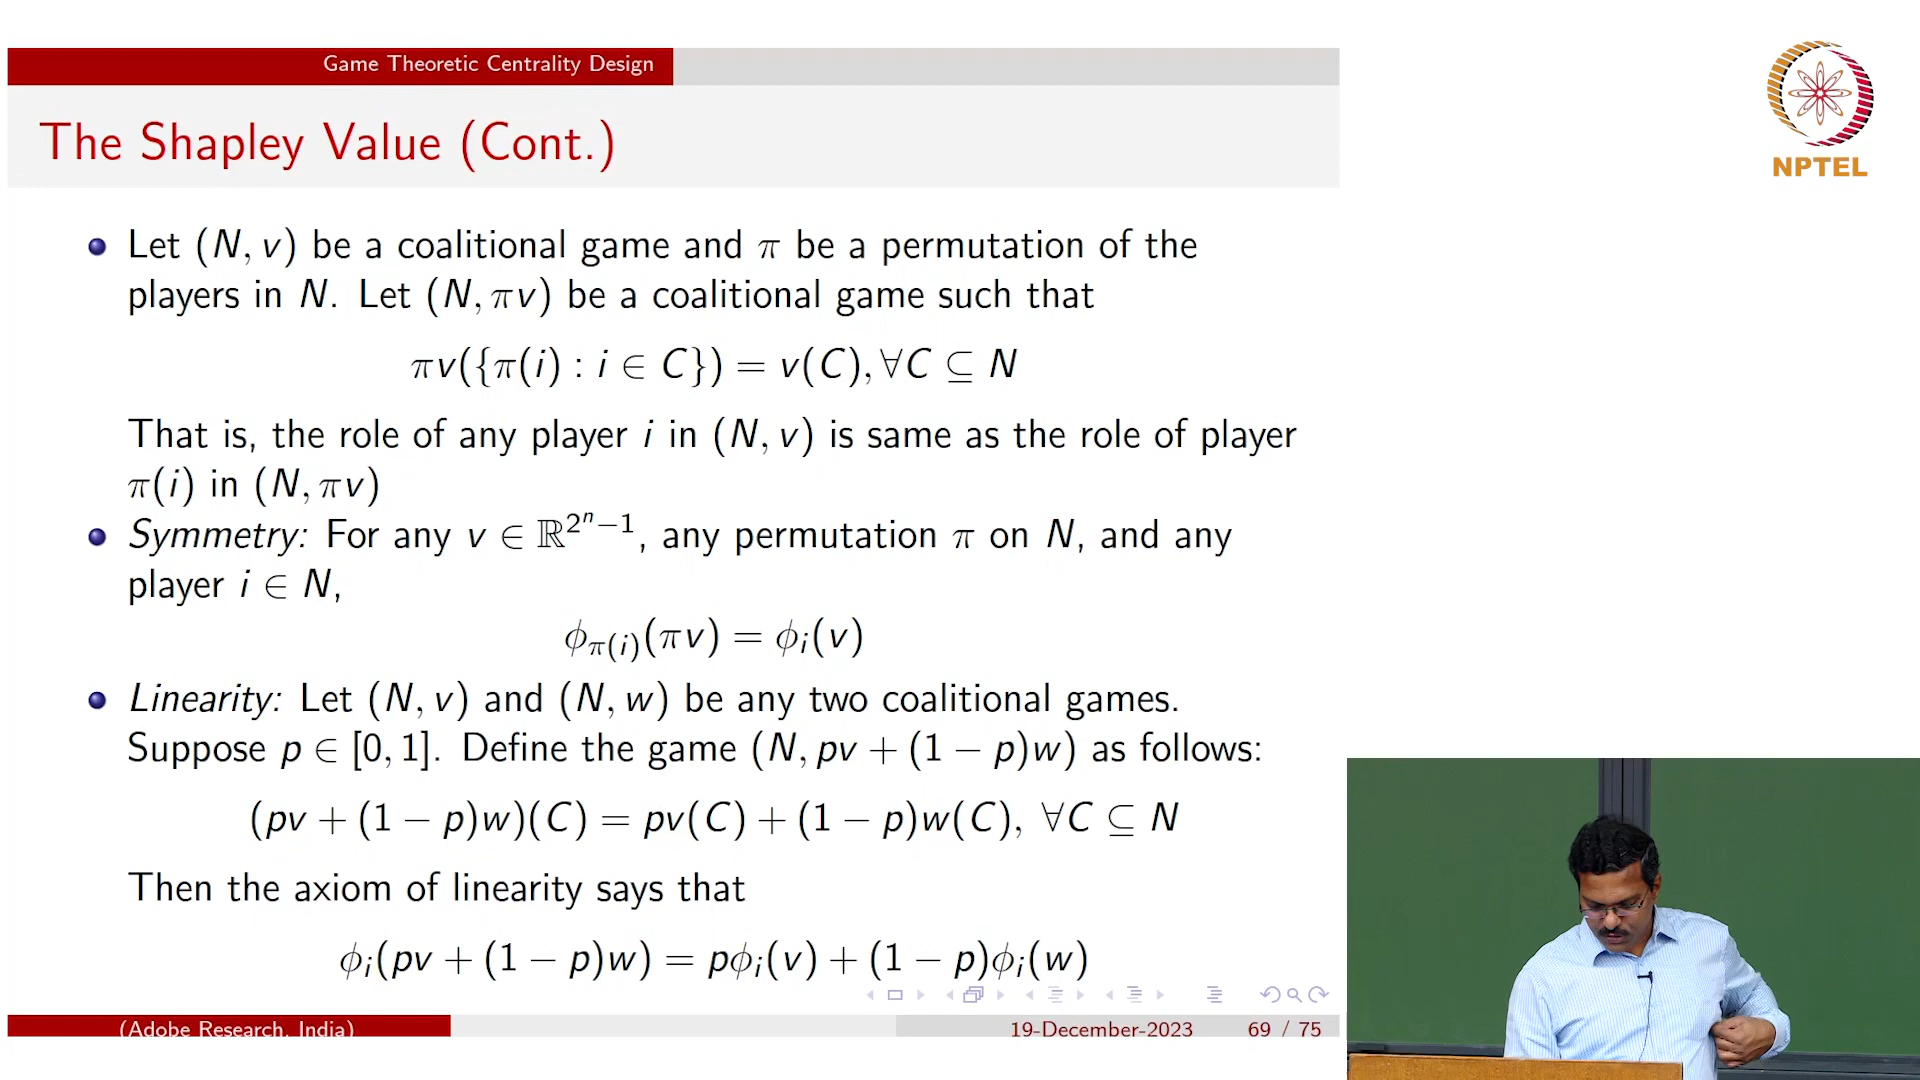 Game Theoretic Centrality Design
The Shapley Value (Cont.)
NPTEL
Let (N, v) be a coalitional game and π be a permutation of the
players in N. Let (N, πv) be a coalitional game such that
πv({π(i) : i ∈ C}) = v(C), ∀C ⊆ N
That is, the role of any player i in (N, v) is same as the role of player
π(i) in (N, πv)
Symmetry: For any v ∈ ℝ^{2^n−1}, any permutation π on N, and any
player i ∈ N,
ϕ_{π(i)}(πv) = ϕ_i(v)
Linearity: Let (N, v) and (N, w) be any two coalitional games.
Suppose p ∈ [0, 1]. Define the game (N, pv + (1 − p)w) as follows:
(pv + (1 − p)w)(C) = pv(C) + (1 − p)w(C), ∀C ⊆ N
Then the axiom of linearity says that
ϕ_i(pv + (1 − p)w) = pϕ_i(v) + (1 − p)ϕ_i(w)
(Adobe Research, India)
19-December-2023 69 / 75